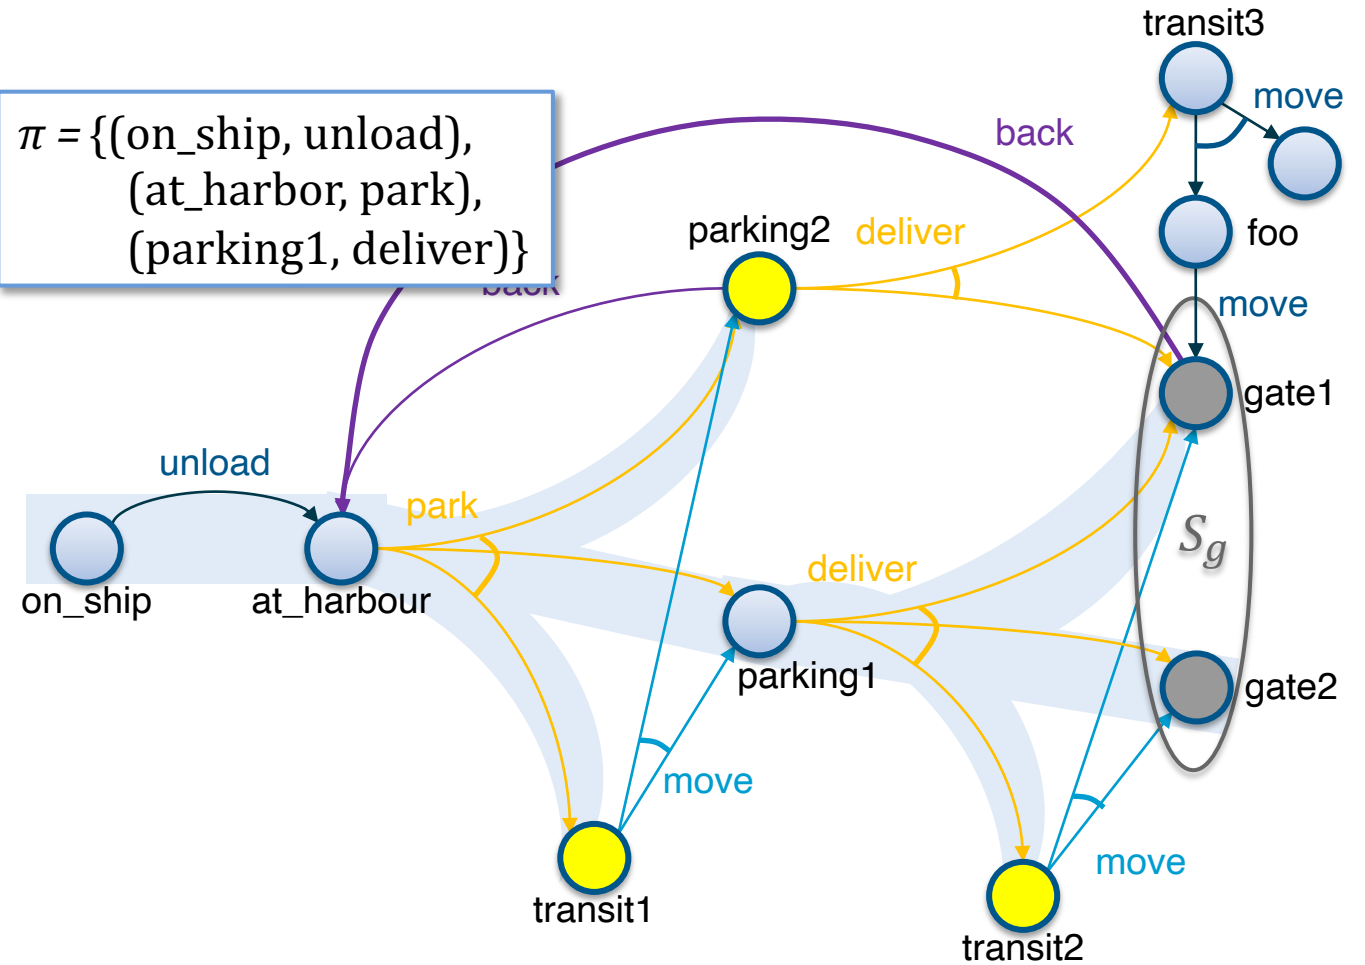 transit3
move
π = {(on_ship, unload),
(at_harbor, park),
(parking1, deliver)}
back
parking2
deliver
foo
back
move
gate1
unload
park
S_g
deliver
on_ship
at_harbour
parking1
gate2
move
move
transit1
transit2